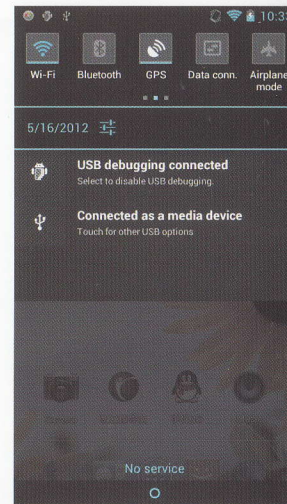 10:33
Wi-Fi Bluetooth GPS Data conn. Airplane mode
5/16/2012
USB debugging connected
Select to disable USB debugging.
Connected as a media device
Touch for other USB options
No service